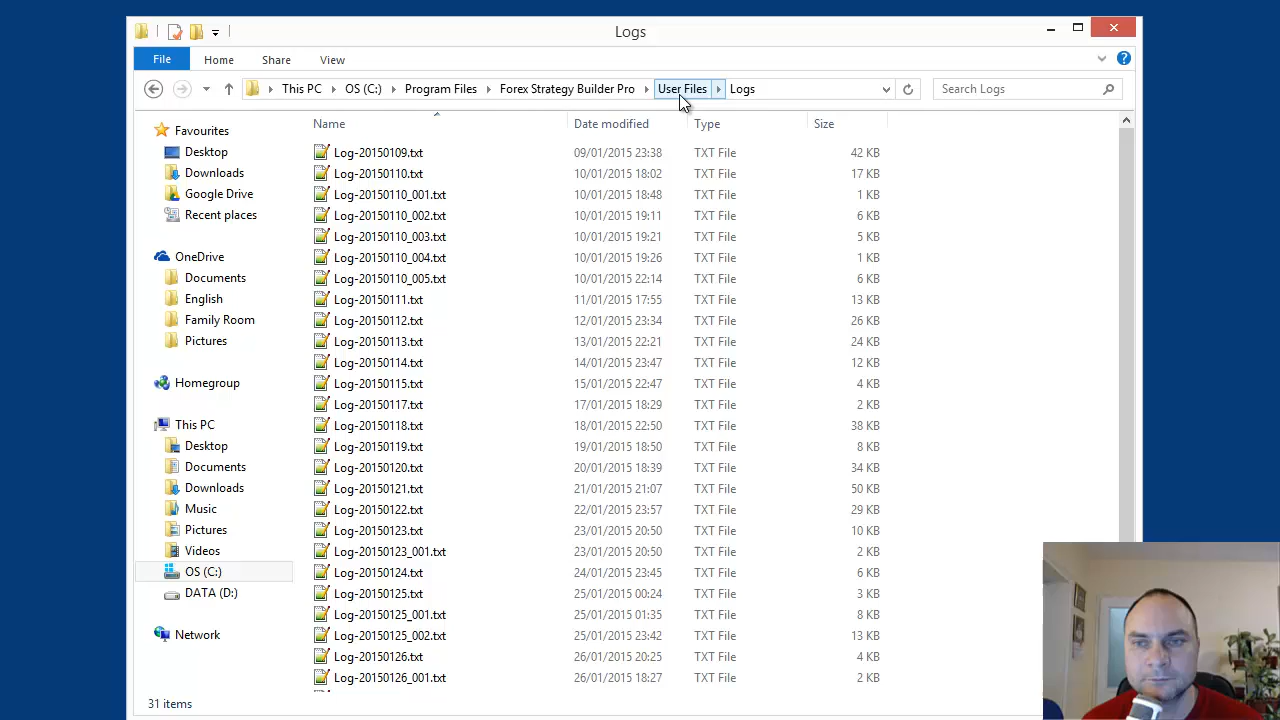 Logs
File Home Share View
This PC OS (C:) Program Files Forex Strategy Builder Pro User Files Logs Search Logs
Name Date modified Type Size
Favourites
Desktop
Downloads
Google Drive
Recent places
OneDrive
Documents
English
Family Room
Pictures
Homegroup
This PC
Desktop
Documents
Downloads
Music
Pictures
Videos
OS (C:)
DATA (D:)
Network
Log-20150109.txt 09/01/2015 23:38 TXT File 42 KB
Log-20150110.txt 10/01/2015 18:02 TXT File 17 KB
Log-20150110_001.txt 10/01/2015 18:48 TXT File 1 KB
Log-20150110_002.txt 10/01/2015 19:11 TXT File 6 KB
Log-20150110_003.txt 10/01/2015 19:21 TXT File 5 KB
Log-20150110_004.txt 10/01/2015 19:26 TXT File 1 KB
Log-20150110_005.txt 10/01/2015 22:14 TXT File 6 KB
Log-20150111.txt 11/01/2015 17:55 TXT File 13 KB
Log-20150112.txt 12/01/2015 23:34 TXT File 26 KB
Log-20150113.txt 13/01/2015 22:21 TXT File 24 KB
Log-20150114.txt 14/01/2015 23:47 TXT File 12 KB
Log-20150115.txt 15/01/2015 22:47 TXT File 4 KB
Log-20150117.txt 17/01/2015 18:29 TXT File 2 KB
Log-20150118.txt 18/01/2015 22:50 TXT File 38 KB
Log-20150119.txt 19/01/2015 18:50 TXT File 8 KB
Log-20150120.txt 20/01/2015 18:39 TXT File 34 KB
Log-20150121.txt 21/01/2015 21:07 TXT File 50 KB
Log-20150122.txt 22/01/2015 23:57 TXT File 29 KB
Log-20150123.txt 23/01/2015 20:50 TXT File 10 KB
Log-20150123_001.txt 23/01/2015 20:50 TXT File 2 KB
Log-20150124.txt 24/01/2015 23:45 TXT File 6 KB
Log-20150125.txt 25/01/2015 00:24 TXT File 3 KB
Log-20150125_001.txt 25/01/2015 01:35 TXT File 8 KB
Log-20150125_002.txt 25/01/2015 23:42 TXT File 13 KB
Log-20150126.txt 26/01/2015 20:25 TXT File 4 KB
Log-20150126_001.txt 26/01/2015 18:27 TXT File 2 KB
31 items